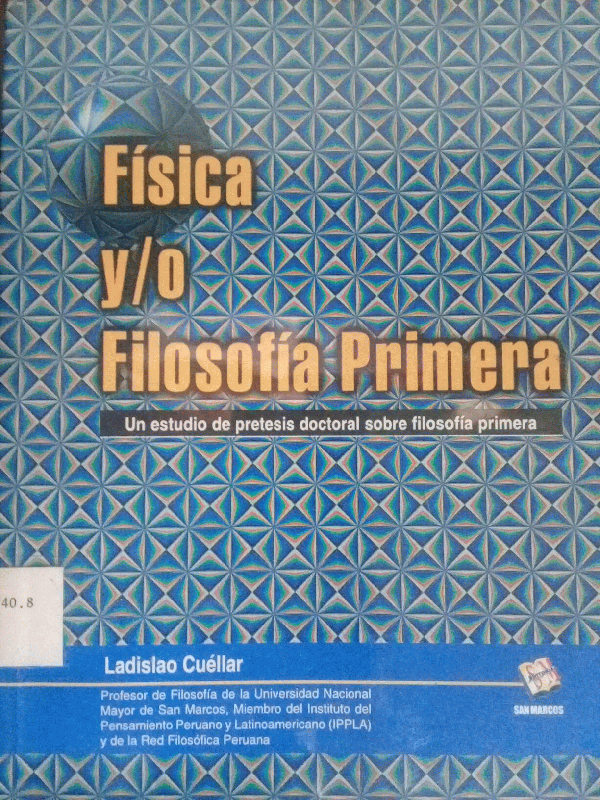 Física
y/o
Filosofía Primera
Un estudio de pretesis doctoral sobre filosofía primera
40.8
Ladislao Cuéllar
Profesor de Filosofía de la Universidad Nacional
Mayor de San Marcos, Miembro del Instituto del
Pensamiento Peruano y Latinoamericano (IPPLA)
y de la Red Filosófica Peruana
SAN MARCOS